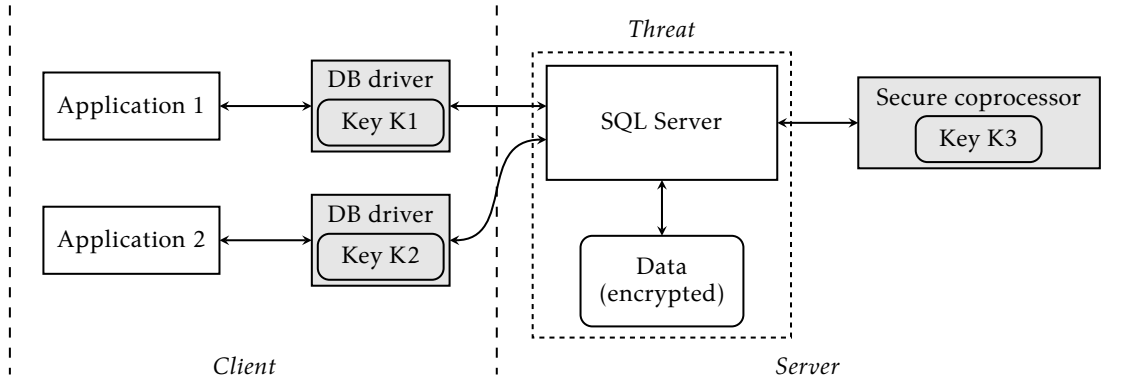 Threat
Application 1
DB driver
Key K1
SQL Server
Secure coprocessor
Key K3
Application 2
DB driver
Key K2
Data
(encrypted)
Client
Server